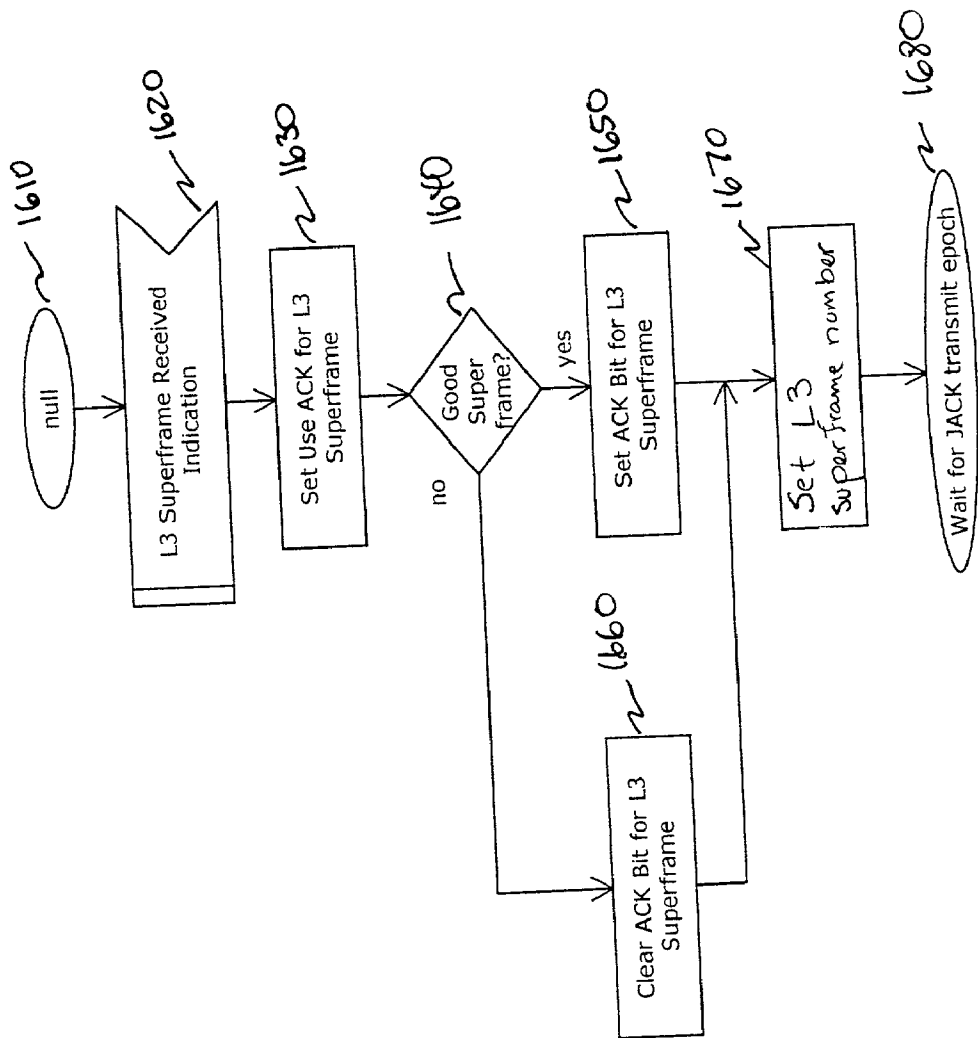 null
1610
L3 Superframe Received
Indication
1620
Set Use ACK for L3
Superframe
1630
Good
Super
frame?
1640
no
yes
Set ACK Bit for L3
Superframe
1650
Clear ACK Bit for L3
Superframe
1660
Set L3
superframe number
1670
Wait for JACK transmit epoch
1680